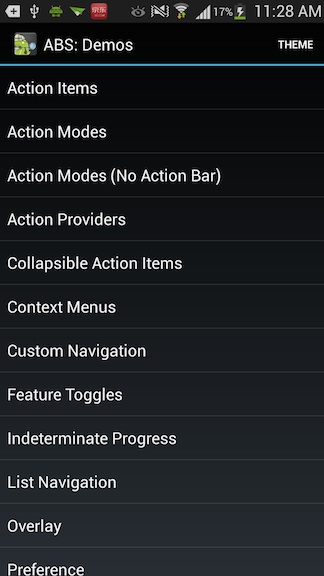 17% 11:28 AM
ABS: Demos THEME
Action Items
Action Modes
Action Modes (No Action Bar)
Action Providers
Collapsible Action Items
Context Menus
Custom Navigation
Feature Toggles
Indeterminate Progress
List Navigation
Overlay
Preference